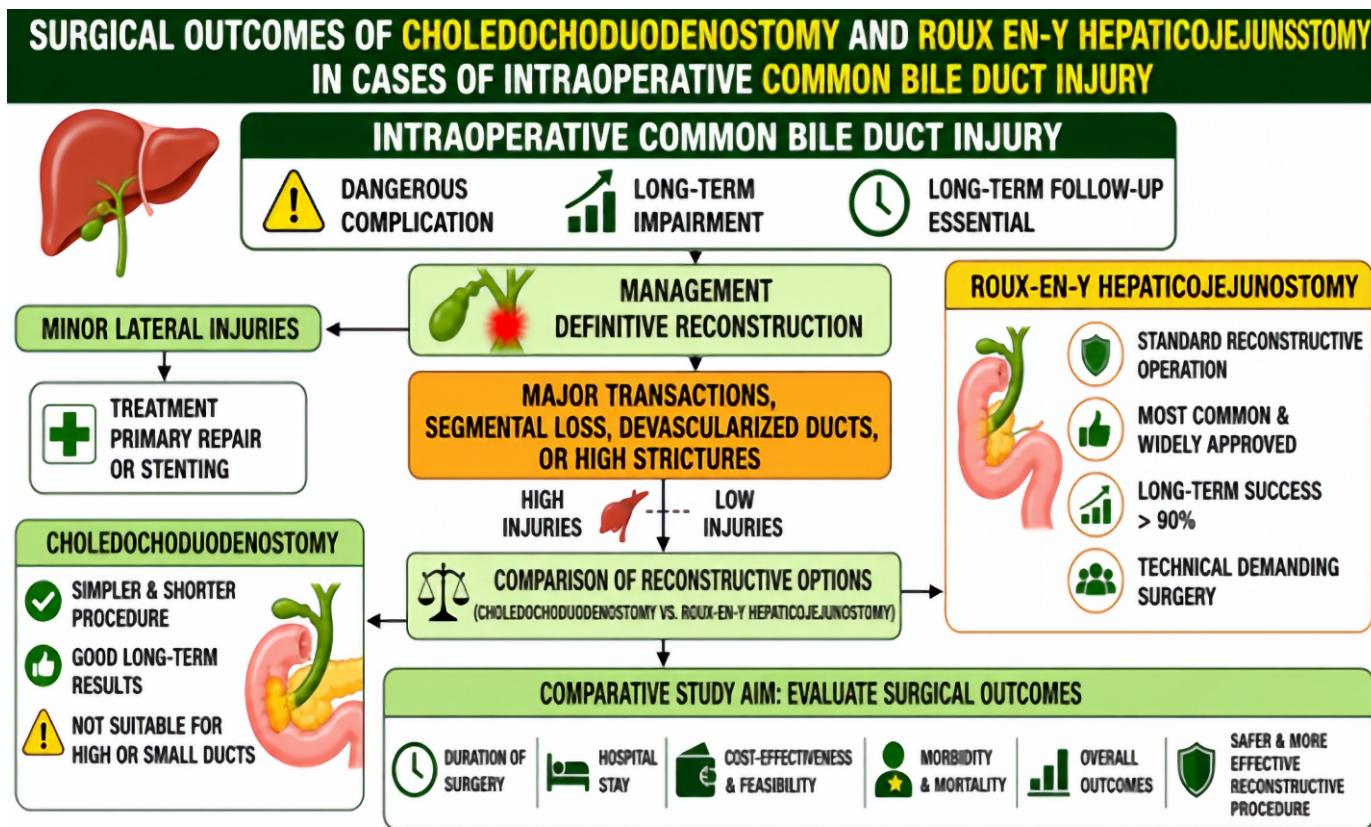 SURGICAL OUTCOMES OF CHOLEDOCHODUODENOSTOMY AND ROUX EN-Y HEPATICOJEJUNSSTOMY
IN CASES OF INTRAOPERATIVE COMMON BILE DUCT INJURY
INTRAOPERATIVE COMMON BILE DUCT INJURY
DANGEROUS
COMPLICATION
LONG-TERM
IMPAIRMENT
LONG-TERM FOLLOW-UP
ESSENTIAL
MANAGEMENT
DEFINITIVE RECONSTRUCTION
MINOR LATERAL INJURIES
TREATMENT
PRIMARY REPAIR
OR STENTING
MAJOR TRANSACTIONS,
SEGMENTAL LOSS, DEVASCULARIZED DUCTS,
OR HIGH STRICTURES
HIGH
INJURIES
LOW
INJURIES
COMPARISON OF RECONSTRUCTIVE OPTIONS
(CHOLEDOCHODUODENOSTOMY VS. ROUX-EN-Y HEPATICOJEJUNOSTOMY)
ROUX-EN-Y HEPATICOJEJUNOSTOMY
STANDARD RECONSTRUCTIVE
OPERATION
MOST COMMON &
WIDELY APPROVED
LONG-TERM SUCCESS
> 90%
TECHNICAL DEMANDING
SURGERY
CHOLEDOCHODUODENOSTOMY
SIMPLER & SHORTER
PROCEDURE
GOOD LONG-TERM
RESULTS
NOT SUITABLE FOR
HIGH OR SMALL DUCTS
COMPARATIVE STUDY AIM: EVALUATE SURGICAL OUTCOMES
DURATION OF
SURGERY
HOSPITAL
STAY
COST-EFFECTIVENESS
& FEASIBILITY
MORBIDITY
& MORTALITY
OVERALL
OUTCOMES
SAFER & MORE
EFFECTIVE
RECONSTRUCTIVE
PROCEDURE